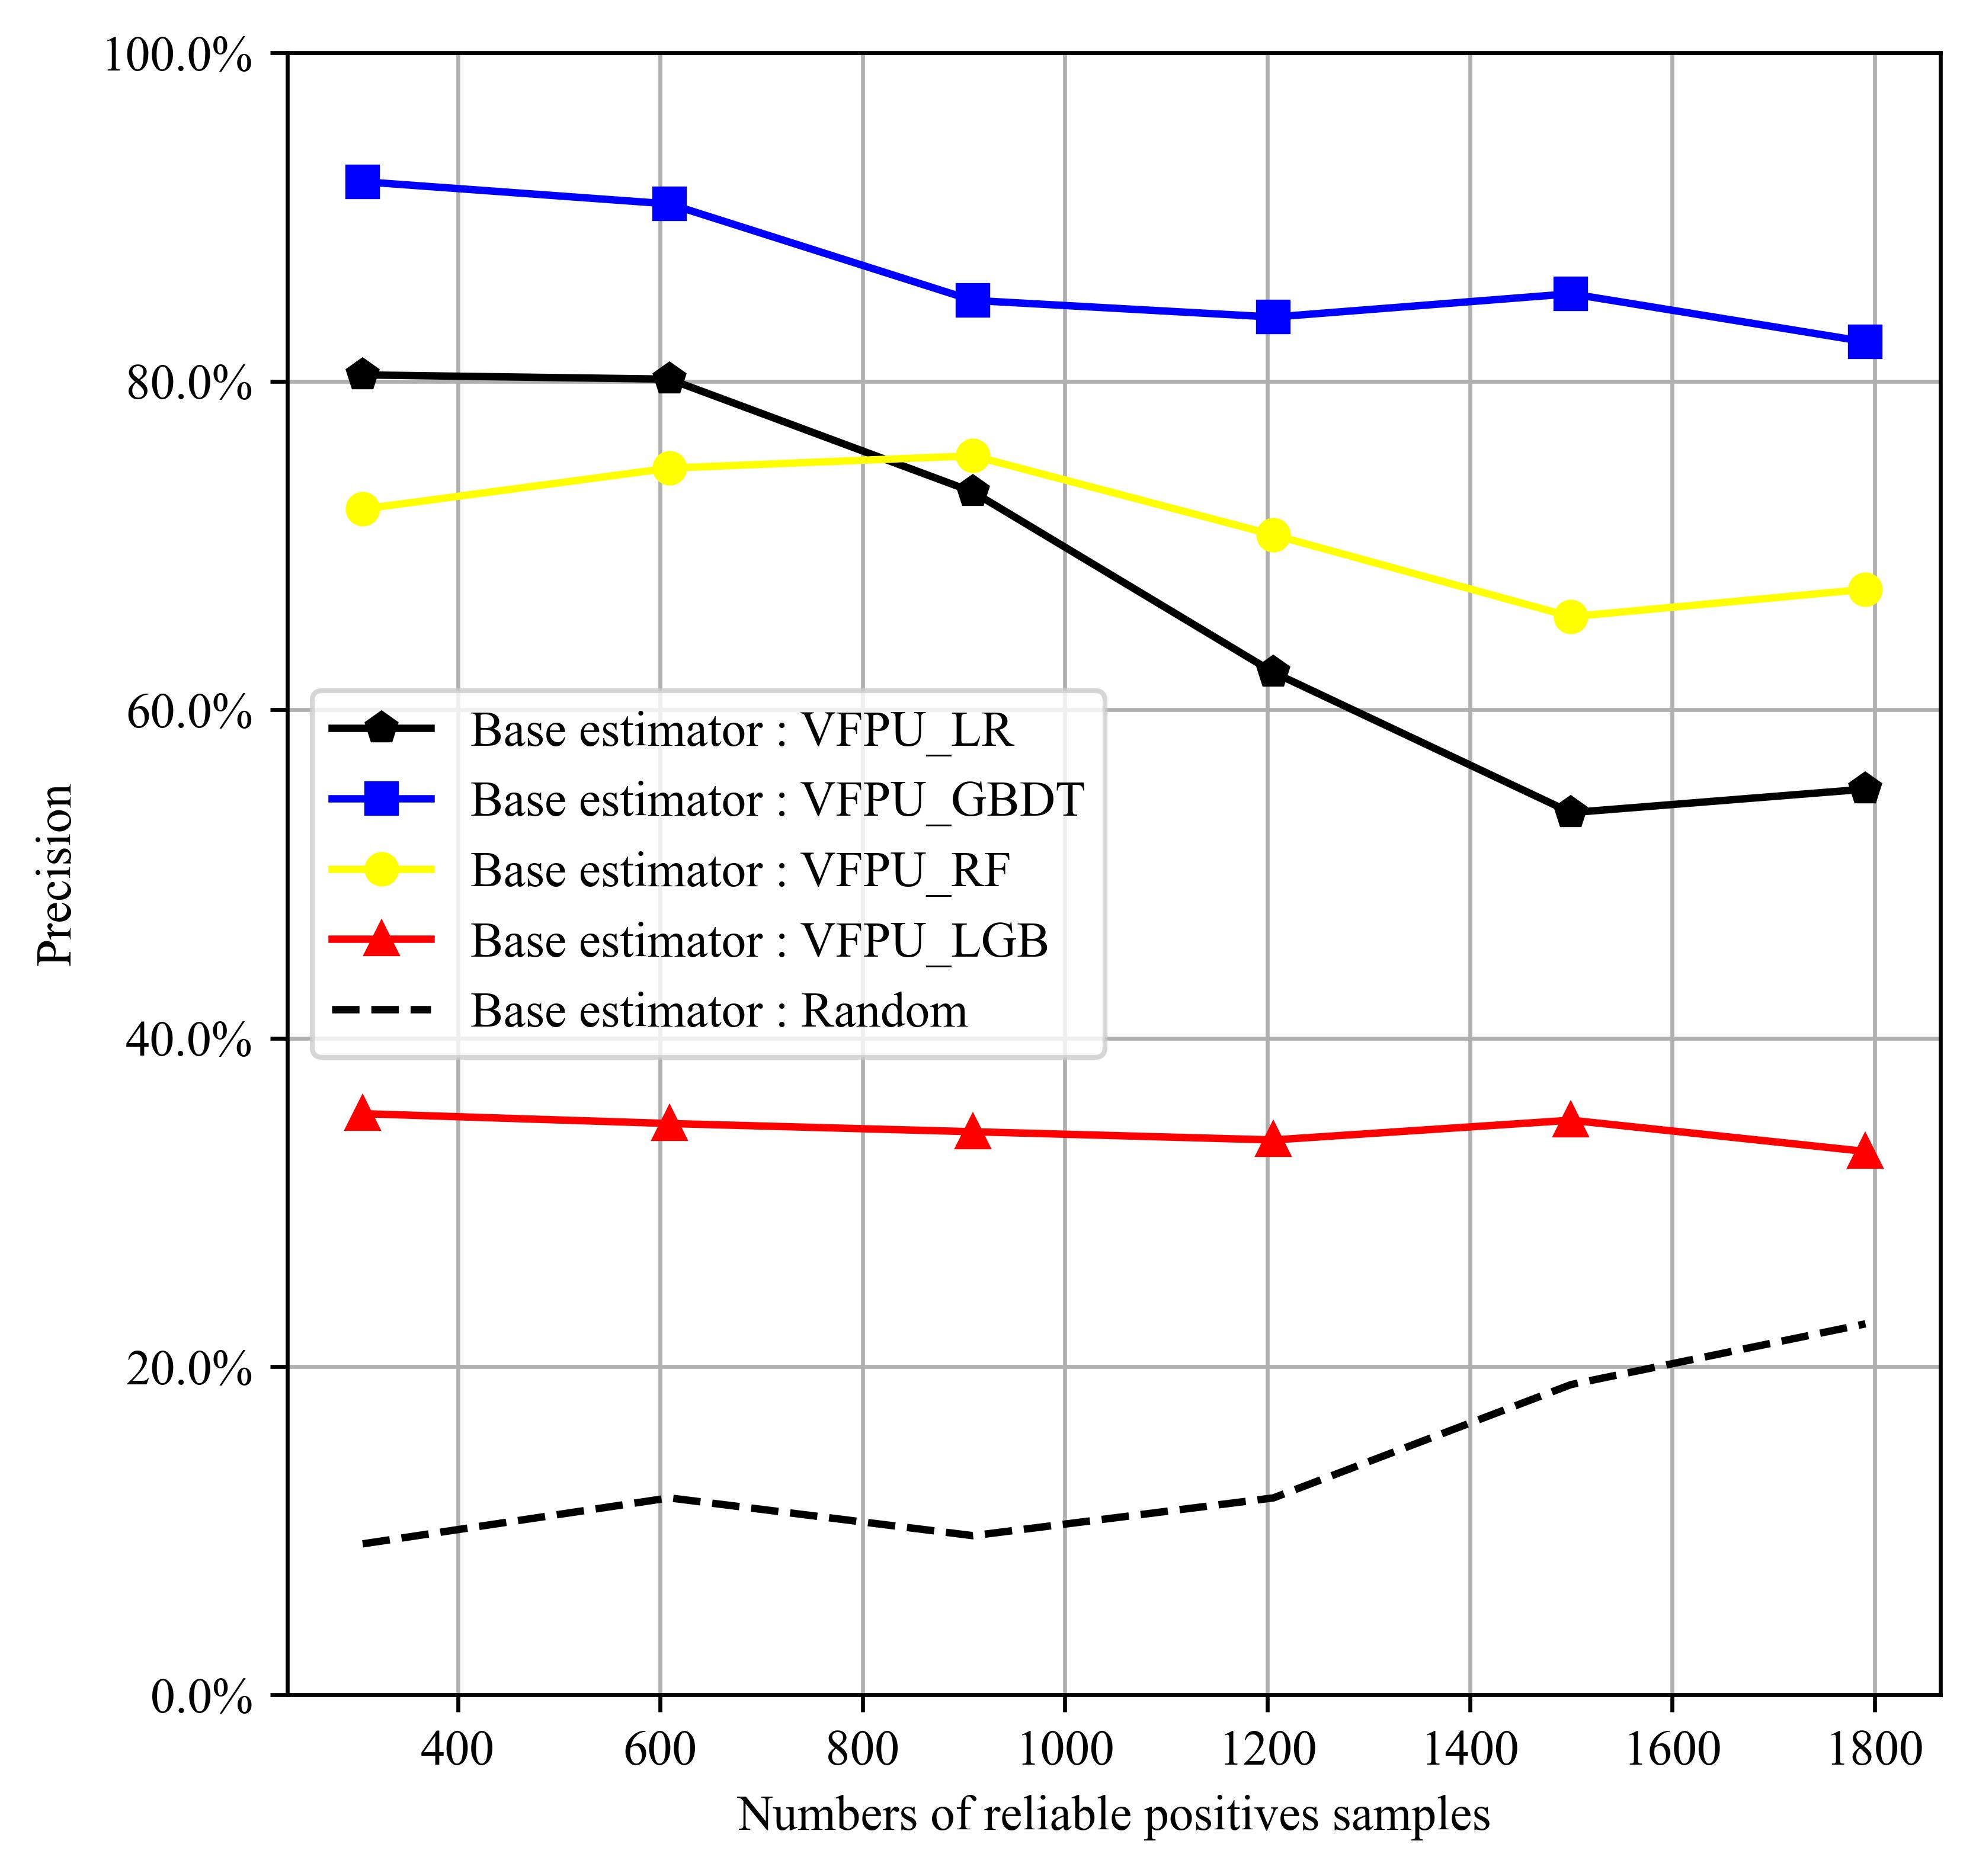 100.0%
80.0%
60.0%
40.0%
20.0%
0.0%
Precision
Base estimator : VFPU_LR
Base estimator : VFPU_GBDT
Base estimator : VFPU_RF
Base estimator : VFPU_LGB
Base estimator : Random
400 600 800 1000 1200 1400 1600 1800
Numbers of reliable positives samples